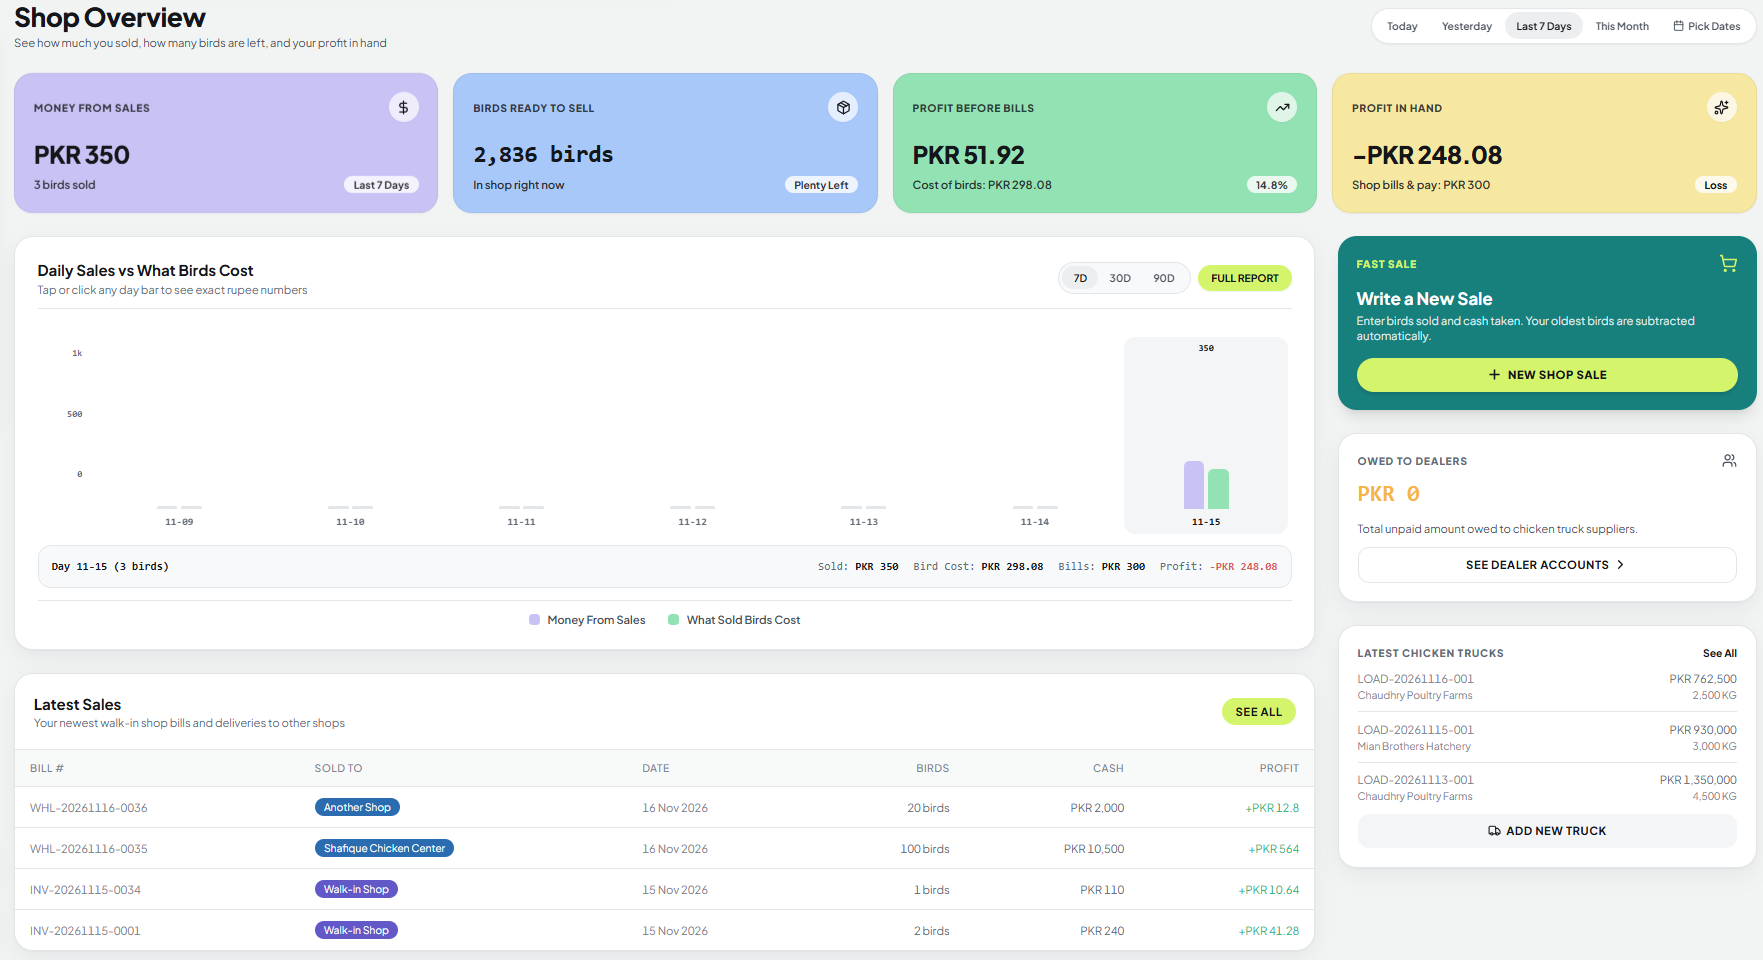 Shop Overview
See how much you sold, how many birds are left, and your profit in hand
Today Yesterday Last 7 Days This Month Pick Dates
MONEY FROM SALES
PKR 350
3 birds sold Last 7 Days
BIRDS READY TO SELL
2,836 birds
In shop right now Plenty Left
PROFIT BEFORE BILLS
PKR 51.92
Cost of birds: PKR 298.08 14.8%
PROFIT IN HAND
-PKR 248.08
Shop bills & pay: PKR 300 Loss
Daily Sales vs What Birds Cost
Tap or click any day bar to see exact rupee numbers
7D 30D 90D FULL REPORT
1k
500
0
350
11-09 11-10 11-11 11-12 11-13 11-14 11-15
Day 11-15 (3 birds) Sold: PKR 350 Bird Cost: PKR 298.08 Bills: PKR 300 Profit: -PKR 248.08
Money From Sales What Sold Birds Cost
FAST SALE
Write a New Sale
Enter birds sold and cash taken. Your oldest birds are subtracted
automatically.
+ NEW SHOP SALE
OWED TO DEALERS
PKR 0
Total unpaid amount owed to chicken truck suppliers.
SEE DEALER ACCOUNTS
LATEST CHICKEN TRUCKS See All
LOAD-20261116-001 PKR 762,500
Chaudhry Poultry Farms 2,500 KG
LOAD-20261115-001 PKR 930,000
Mian Brothers Hatchery 3,000 KG
LOAD-20261113-001 PKR 1,350,000
Chaudhry Poultry Farms 4,500 KG
ADD NEW TRUCK
Latest Sales
Your newest walk-in shop bills and deliveries to other shops
SEE ALL
BILL # SOLD TO DATE BIRDS CASH PROFIT
WHL-20261116-0036 Another Shop 16 Nov 2026 20 birds PKR 2,000 +PKR 12.8
WHL-20261116-0035 Shafique Chicken Center 16 Nov 2026 100 birds PKR 10,500 +PKR 564
INV-20261115-0034 Walk-in Shop 15 Nov 2026 1 birds PKR 110 +PKR 10.64
INV-20261115-0001 Walk-in Shop 15 Nov 2026 2 birds PKR 240 +PKR 41.28